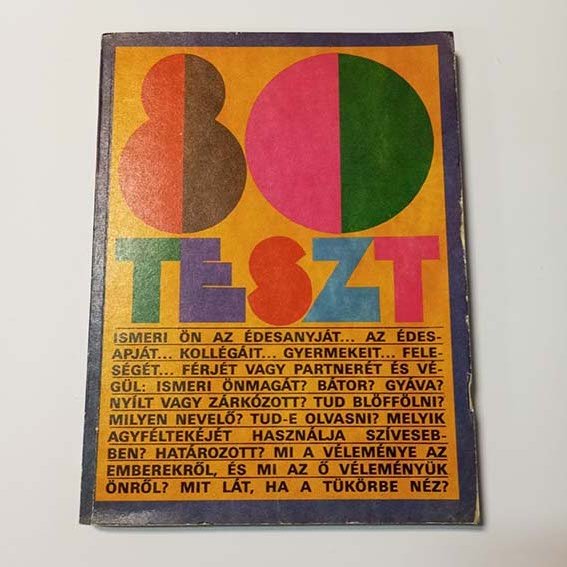 80
TESZT
ISMERI ÖN AZ ÉDESANYJÁT... AZ ÉDES-
APJÁT... KOLLÉGÁIT... GYERMEKEIT... FELE-
SÉGÉT... FÉRJÉT VAGY PARTNERÉT ÉS VÉ-
GÜL: ISMERI ÖNMAGÁT? BÁTOR? GYÁVA?
NYÍLT VAGY ZÁRKÓZOTT? TUD BLÖFFÖLNI?
MILYEN NEVELŐ? TUD-E OLVASNI? MELYIK
AGYFÉLTEKÉJÉT HASZNÁLJA SZÍVESEB-
BEN? HATÁROZOTT? MI A VÉLEMÉNYE AZ
EMBEREKRŐL, ÉS MI AZ Ő VÉLEMÉNYÜK
ÖNRŐL? MIT LÁT, HA A TÜKÖRBE NÉZ?